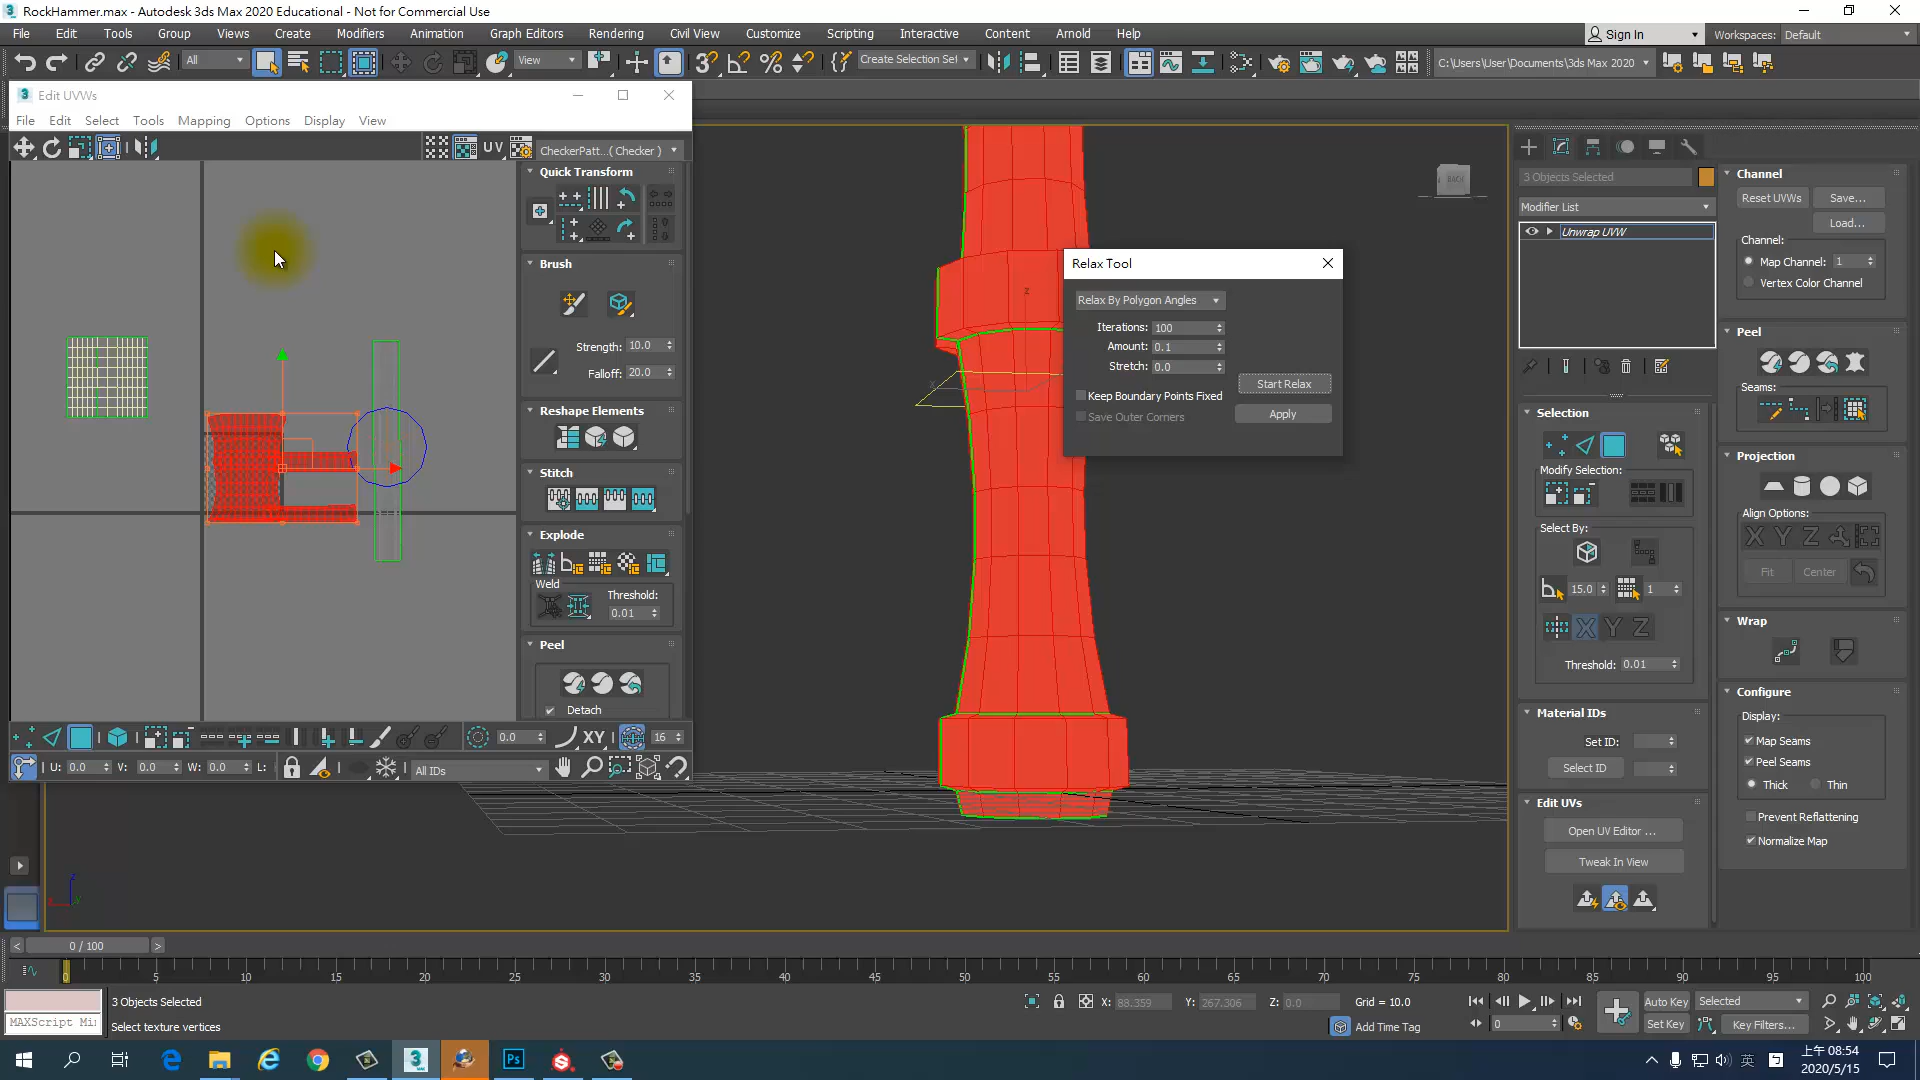 RockHammer.max - Autodesk 3ds Max 2020 Educational - Not for Commercial Use
File Edit Tools Group Views Create Modifiers Animation Graph Editors Rendering Civil View Customize Scripting Interactive Content Arnold Help Sign In Workspaces: Default
All View Create Selection Set C:\Users\User\Documents\3ds Max 2020
Edit UVWs
File Edit Select Tools Mapping Options Display View
UV CheckerPatt...( Checker )
Quick Transform
Brush
Strength: 10.0
Falloff: 20.0
Reshape Elements
Stitch
Explode
Weld
Threshold:
0.01
Peel
Detach
0.0 XY 16
U: 0.0 V: 0.0 W: 0.0 L: All IDs
BACK
z
x
Relax Tool
Relax By Polygon Angles
Iterations: 100
Amount: 0.1
Stretch: 0.0
Start Relax
Keep Boundary Points Fixed
Save Outer Corners
Apply
3 Objects Selected
Modifier List
Unwrap UVW
Selection
Modify Selection:
Select By:
15.0 1
X Y Z
Threshold: 0.01
Material IDs
Set ID:
Select ID
Edit UVs
Open UV Editor ...
Tweak In View
Channel
Reset UVWs Save...
Load...
Channel:
Map Channel: 1
Vertex Color Channel
Peel
Seams:
Projection
Align Options:
X Y Z
Fit Center
Wrap
Configure
Display:
Map Seams
Peel Seams
Thick Thin
Prevent Reflattening
Normalize Map
z
x y
0 / 100
0 5 10 15 20 25 30 35 40 45 50 55 60 65 70 75 80 85 90 95 100
3 Objects Selected
MAXScript Mi
Select texture vertices
X: 88.359 Y: 267.306 Z: 0.0 Grid = 10.0
Add Time Tag
0
Auto Key Selected
Set Key Key Filters...
Ps
英
上午 08:54
2020/5/15